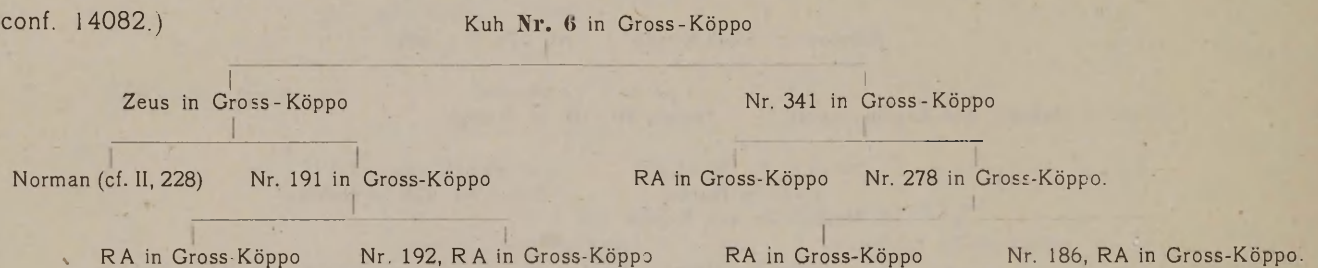 conf. 14082.) Kuh Nr. 6 in Gross-Köppo
Zeus in Gross-Köppo Nr. 341 in Gross-Köppo
Norman (cf. II, 228) Nr. 191 in Gross-Köppo RA in Gross-Köppo Nr. 278 in Gross-Köppo.
RA in Gross-Köppo Nr. 192, RA in Gross-Köppo RA in Gross-Köppo Nr. 186, RA in Gross-Köppo.